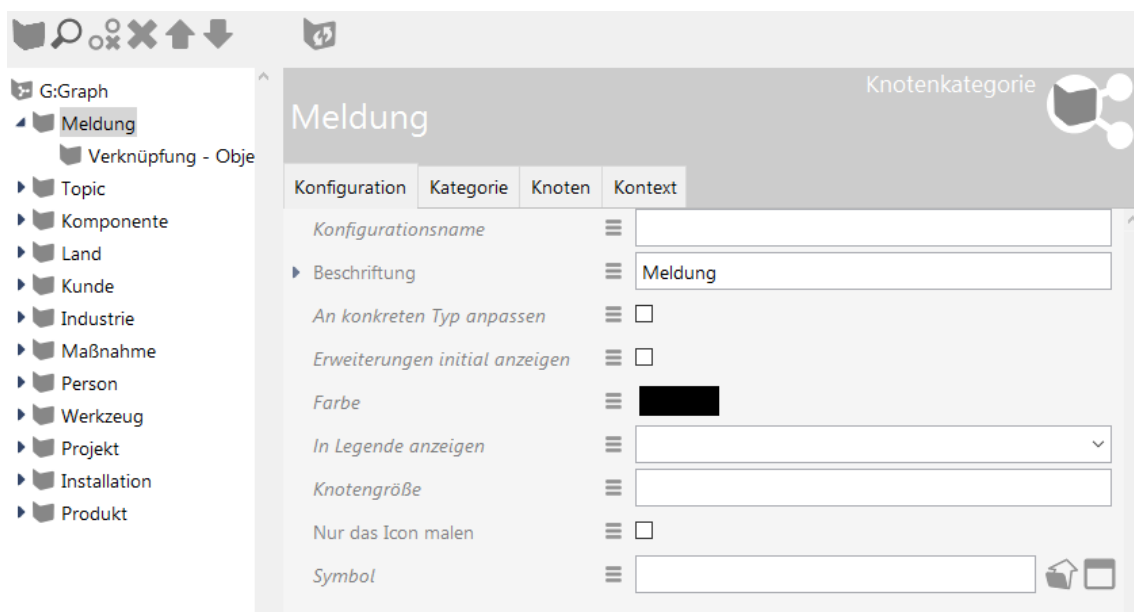 G:Graph
Meldung
Verknüpfung - Obje
Topic
Komponente
Land
Kunde
Industrie
Maßnahme
Person
Werkzeug
Projekt
Installation
Produkt
Knotenkategorie
Meldung
Konfiguration Kategorie Knoten Kontext
Konfigurationsname
Beschriftung Meldung
An konkreten Typ anpassen
Erweiterungen initial anzeigen
Farbe
In Legende anzeigen
Knotengröße
Nur das Icon malen
Symbol